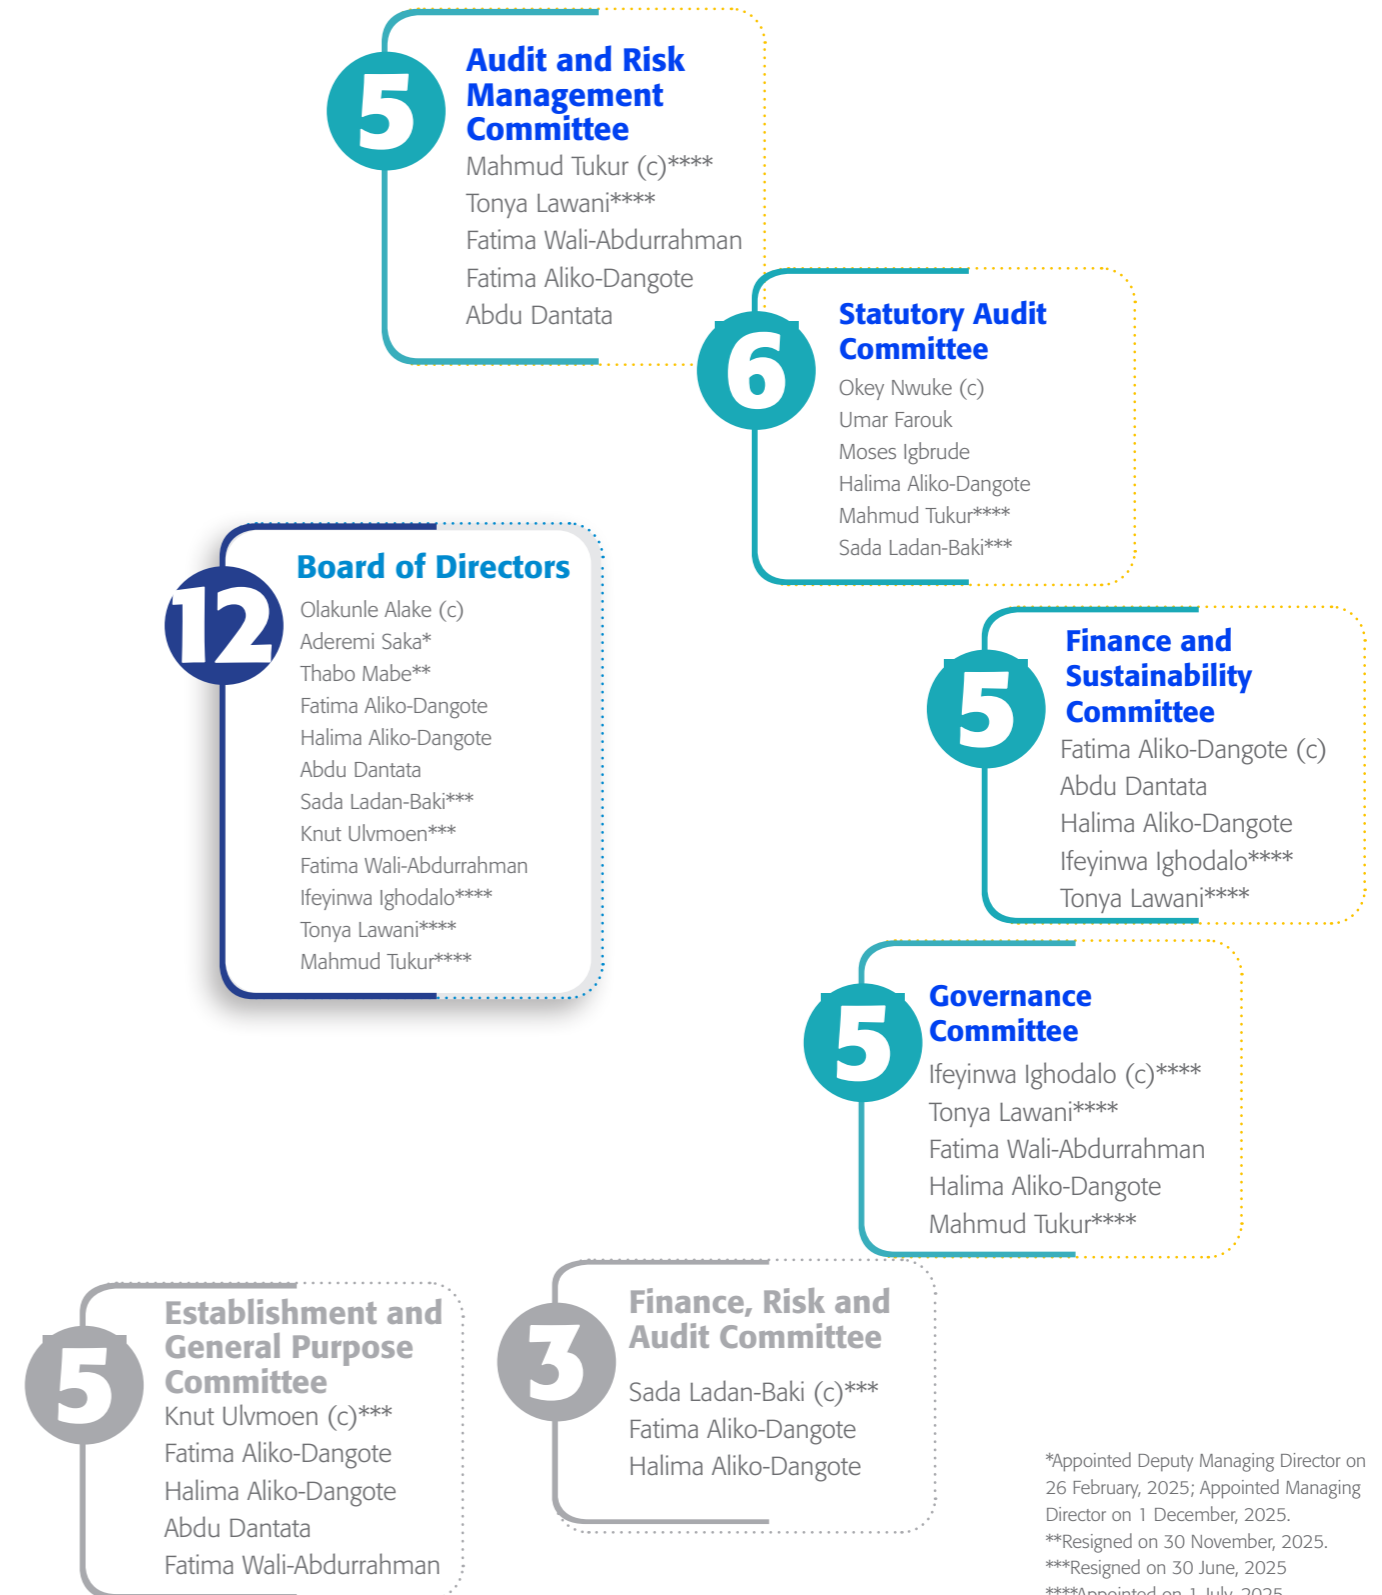 5
Audit and Risk
Management
Committee
Mahmud Tukur (c)****
Tonya Lawani****
Fatima Wali-Abdurrahman
Fatima Aliko-Dangote
Abdu Dantata
6
Statutory Audit
Committee
Okey Nwuke (c)
Umar Farouk
Moses Igbrude
Halima Aliko-Dangote
Mahmud Tukur****
Sada Ladan-Baki***
12
Board of Directors
Olakunle Alake (c)
Aderemi Saka*
Thabo Mabe**
Fatima Aliko-Dangote
Halima Aliko-Dangote
Abdu Dantata
Sada Ladan-Baki***
Knut Ulvmoen***
Fatima Wali-Abdurrahman
Ifeyinwa Ighodalo****
Tonya Lawani****
Mahmud Tukur****
5
Finance and
Sustainability
Committee
Fatima Aliko-Dangote (c)
Abdu Dantata
Halima Aliko-Dangote
Ifeyinwa Ighodalo****
Tonya Lawani****
5
Governance
Committee
Ifeyinwa Ighodalo (c)****
Tonya Lawani****
Fatima Wali-Abdurrahman
Halima Aliko-Dangote
Mahmud Tukur****
5
Establishment and
General Purpose
Committee
Knut Ulvmoen (c)***
Fatima Aliko-Dangote
Halima Aliko-Dangote
Abdu Dantata
Fatima Wali-Abdurrahman
3
Finance, Risk and
Audit Committee
Sada Ladan-Baki (c)***
Fatima Aliko-Dangote
Halima Aliko-Dangote
*Appointed Deputy Managing Director on
26 February, 2025; Appointed Managing
Director on 1 December, 2025.
**Resigned on 30 November, 2025.
***Resigned on 30 June, 2025
****Appointed on 1 July, 2025